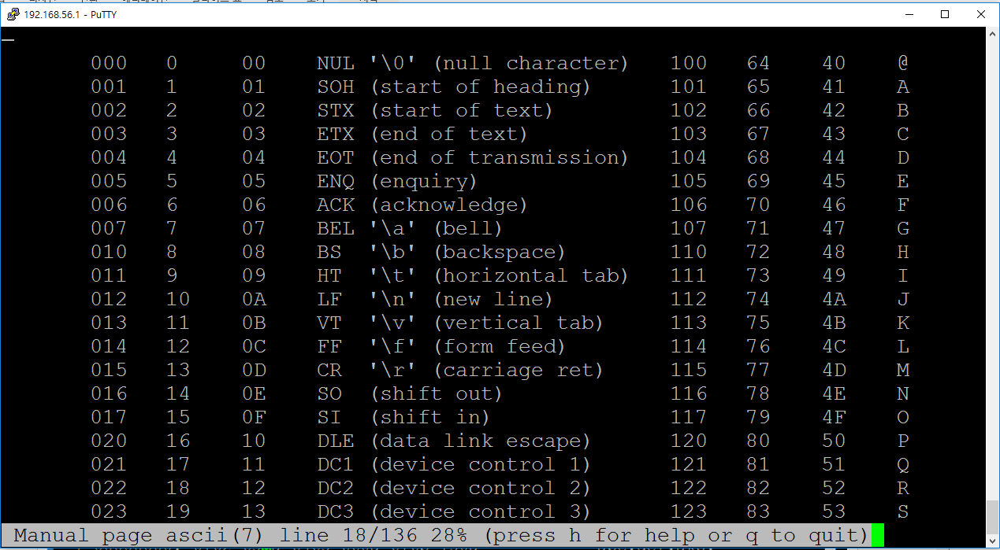 192.168.56.1 - PuTTY
000 0 00 NUL '\0' (null character) 100 64 40 @
001 1 01 SOH (start of heading) 101 65 41 A
002 2 02 STX (start of text) 102 66 42 B
003 3 03 ETX (end of text) 103 67 43 C
004 4 04 EOT (end of transmission) 104 68 44 D
005 5 05 ENQ (enquiry) 105 69 45 E
006 6 06 ACK (acknowledge) 106 70 46 F
007 7 07 BEL '\a' (bell) 107 71 47 G
010 8 08 BS '\b' (backspace) 110 72 48 H
011 9 09 HT '\t' (horizontal tab) 111 73 49 I
012 10 0A LF '\n' (new line) 112 74 4A J
013 11 0B VT '\v' (vertical tab) 113 75 4B K
014 12 0C FF '\f' (form feed) 114 76 4C L
015 13 0D CR '\r' (carriage ret) 115 77 4D M
016 14 0E SO (shift out) 116 78 4E N
017 15 0F SI (shift in) 117 79 4F O
020 16 10 DLE (data link escape) 120 80 50 P
021 17 11 DC1 (device control 1) 121 81 51 Q
022 18 12 DC2 (device control 2) 122 82 52 R
023 19 13 DC3 (device control 3) 123 83 53 S
Manual page ascii(7) line 18/136 28% (press h for help or q to quit)